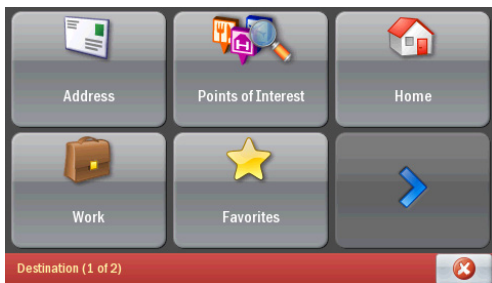 Address
Points of Interest
Home
Work
Favorites
Destination (1 of 2)